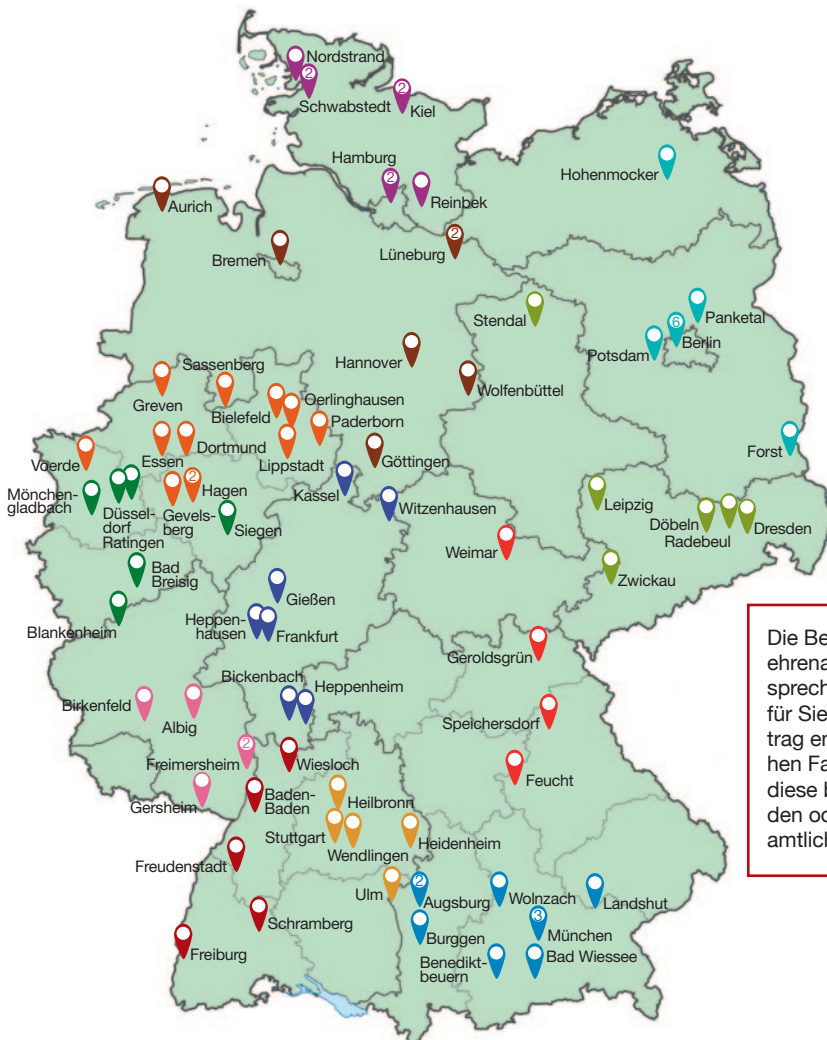 Nordstrand
2
Schwabstedt
2
Kiel
Hamburg
2
Reinbek
Hohenmocker
Aurich
Bremen
Lüneburg
2
Stendal
Panketal
6
Berlin
Potsdam
Hannover
Wolfenbüttel
Sassenberg
Greven
Bielefeld
Oerlinghausen
Paderborn
Voerde
Essen
Dortmund
Lippstadt
Göttingen
Forst
Mönchen-
gladbach
Düssel-
dorf
Ratingen
2
Hagen
Gevels-
berg
Siegen
Kassel
Witzenhausen
Leipzig
Döbeln
Radebeul
Dresden
Weimar
Zwickau
Bad
Breisig
Blankenheim
Gießen
Heppen-
hausen
Frankfurt
Geroldsgrün
Bickenbach
Heppenheim
Birkenfeld
Albig
Speichersdorf
2
Freimersheim
Wiesloch
Feucht
Gersheim
Baden-
Baden
Heilbronn
Stuttgart
Wendlingen
Heidenheim
Freudenstadt
Ulm
2
Augsburg
Wolnzach
Landshut
Schramberg
Burggen
3
München
Freiburg
Benedikt-
beuern
Bad Wiessee
Die Be
ehrena
sprech
für Sie
trag er
hen Fa
diese b
den od
amtlich